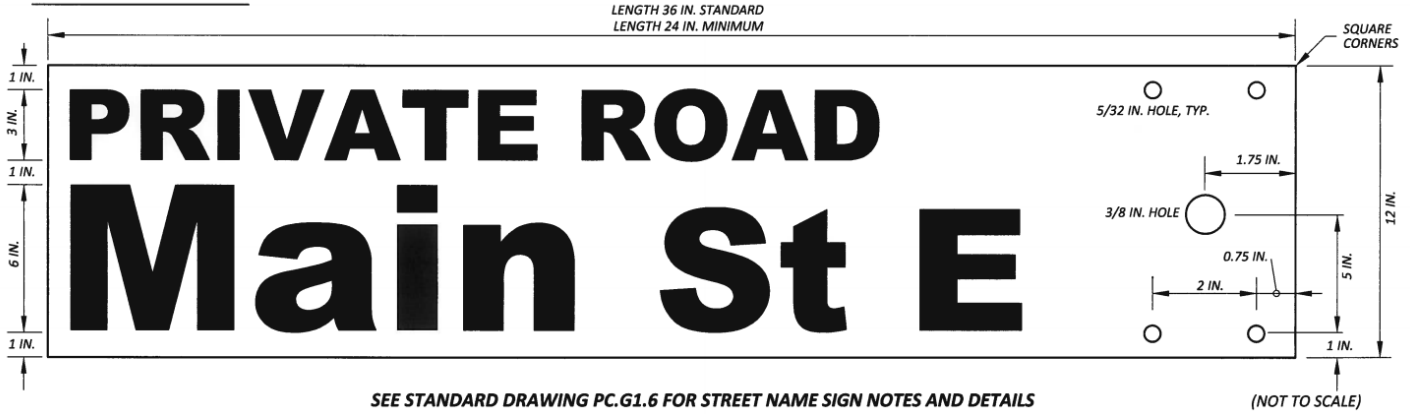 LENGTH 36 IN. STANDARD
LENGTH 24 IN. MINIMUM
SQUARE
CORNERS
1 IN.
3 IN.
1 IN.
6 IN.
1 IN.
PRIVATE ROAD
Main St E
5/32 IN. HOLE, TYP.
1.75 IN.
3/8 IN. HOLE
0.75 IN.
2 IN.
5 IN.
12 IN.
1 IN.
SEE STANDARD DRAWING PC.G1.6 FOR STREET NAME SIGN NOTES AND DETAILS
(NOT TO SCALE)